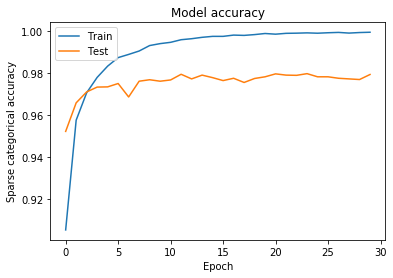 Model accuracy
Train
Test
1.00
0.98
0.96
0.94
0.92
Sparse categorical accuracy
0 5 10 15 20 25 30
Epoch